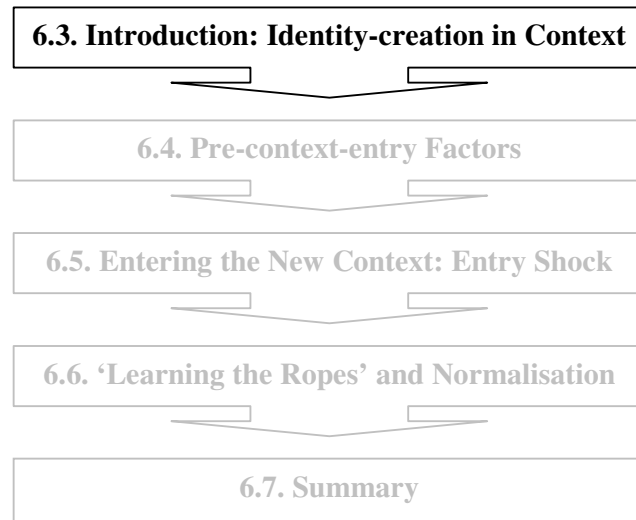 6.3. Introduction: Identity-creation in Context
6.4. Pre-context-entry Factors
6.5. Entering the New Context: Entry Shock
6.6. ‘Learning the Ropes’ and Normalisation
6.7. Summary